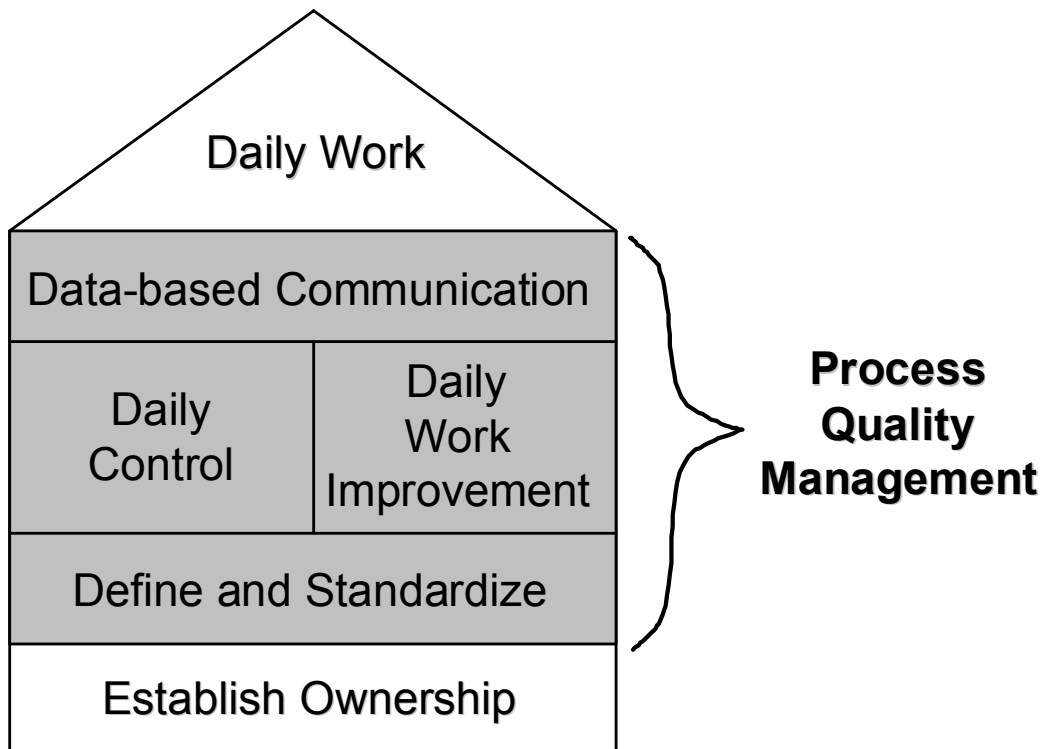 Daily Work
Data-based Communication
Daily
Control
Daily
Work
Improvement
Define and Standardize
Establish Ownership
Process
Quality
Management